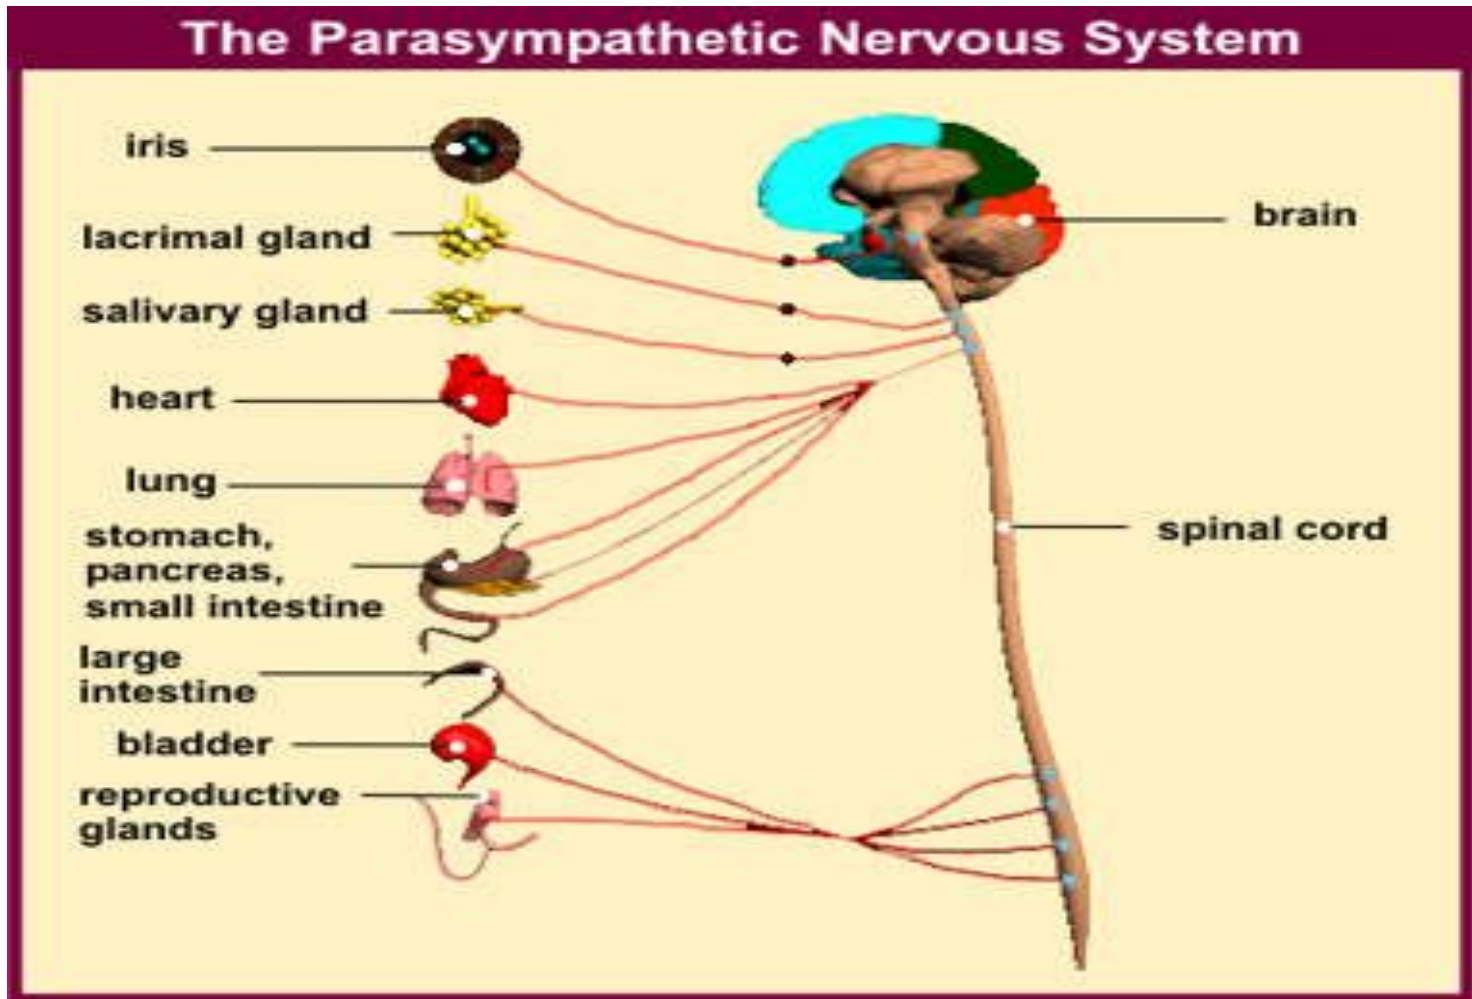 The Parasympathetic Nervous System
iris
lacrimal gland
salivary gland
heart
lung
stomach,
pancreas,
small intestine
large
intestine
bladder
reproductive
glands
brain
spinal cord